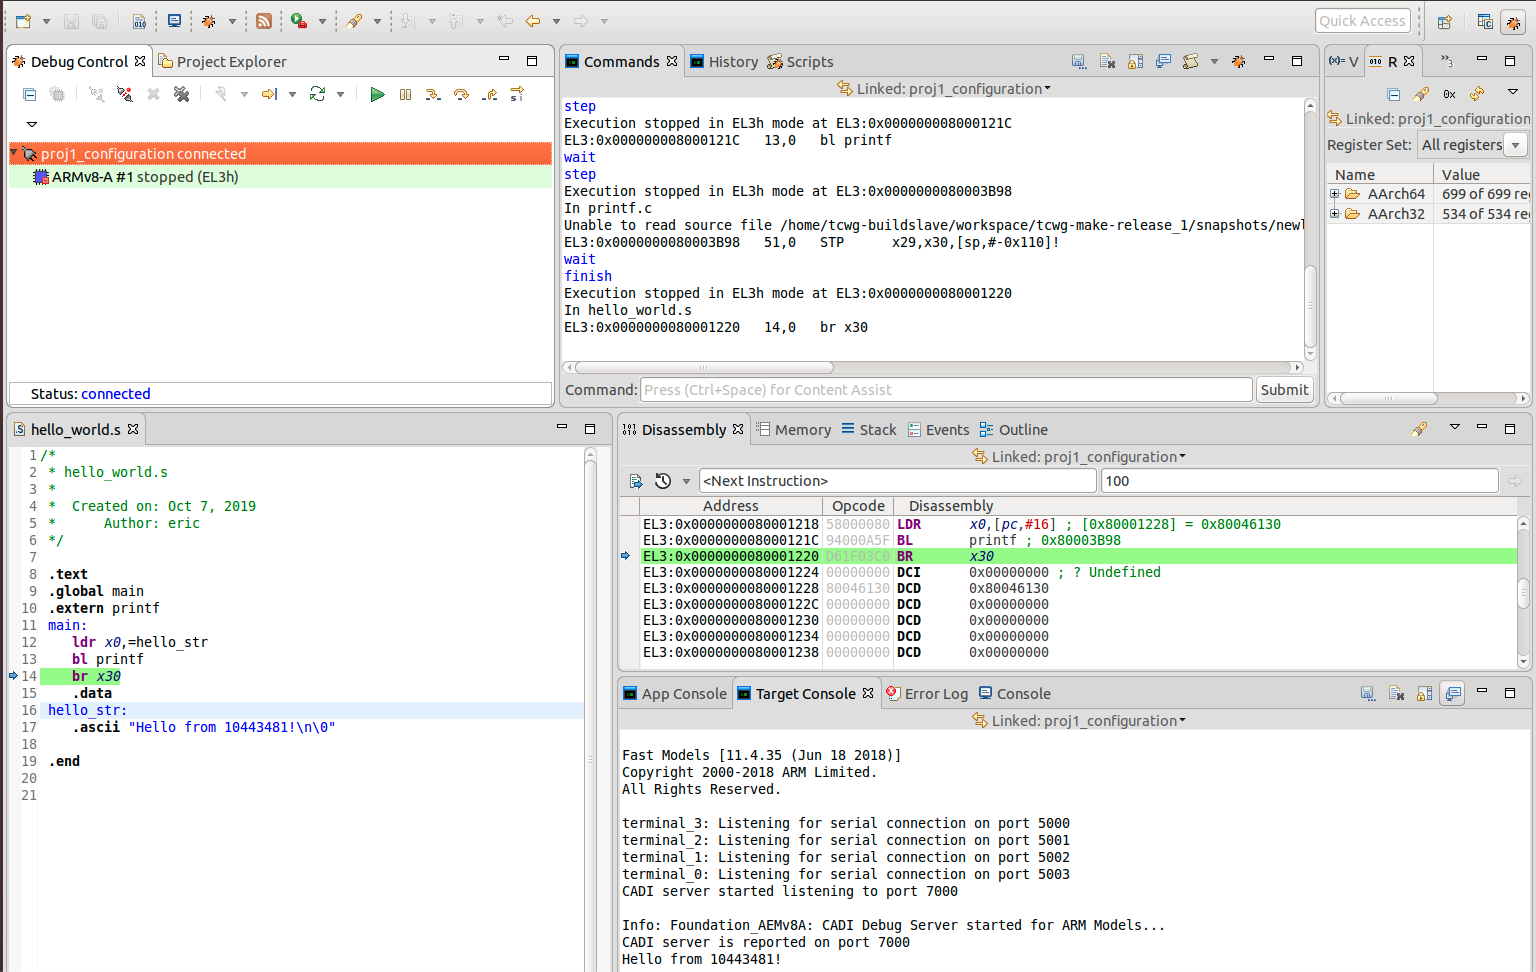 Quick Access
Debug Control
Project Explorer
proj1_configuration connected
ARMv8-A #1 stopped (EL3h)
Status: connected
Commands
History
Scripts
Linked: proj1_configuration
step
Execution stopped in EL3h mode at EL3:0x000000008000121C
EL3:0x000000008000121C   13,0   bl printf
wait
step
Execution stopped in EL3h mode at EL3:0x0000000080003B98
In printf.c
Unable to read source file /home/tcwg-buildslave/workspace/tcwg-make-release_1/snapshots/newl
EL3:0x0000000080003B98   51,0   STP      x29,x30,[sp,#-0x110]!
wait
finish
Execution stopped in EL3h mode at EL3:0x0000000080001220
In hello_world.s
EL3:0x0000000080001220   14,0   br x30
Command: Press (Ctrl+Space) for Content Assist
Submit
(x)= V
010 R
3
0x
Linked: proj1_configuration
Register Set: All registers
Name Value
AArch64 699 of 699 re
AArch32 534 of 534 re
hello_world.s
1 /*
2  * hello_world.s
3  *
4  *  Created on: Oct 7, 2019
5  *      Author: eric
6  */
7
8  .text
9  .global main
10  .extern printf
11 main:
12    ldr x0,=hello_str
13    bl printf
14    br x30
15    .data
16 hello_str:
17    .ascii "Hello from 10443481!\n\0"
18
19  .end
20
21
Disassembly
Memory
Stack
Events
Outline
Linked: proj1_configuration
<Next Instruction>
100
Address Opcode Disassembly
EL3:0x0000000080001218 58000080 LDR x0,[pc,#16] ; [0x80001228] = 0x80046130
EL3:0x000000008000121C 94000A5F BL printf ; 0x80003B98
EL3:0x0000000080001220 D61F03C0 BR x30
EL3:0x0000000080001224 00000000 DCI 0x00000000 ; ? Undefined
EL3:0x0000000080001228 80046130 DCD 0x80046130
EL3:0x000000008000122C 00000000 DCD 0x00000000
EL3:0x0000000080001230 00000000 DCD 0x00000000
EL3:0x0000000080001234 00000000 DCD 0x00000000
EL3:0x0000000080001238 00000000 DCD 0x00000000
App Console
Target Console
Error Log
Console
Linked: proj1_configuration
Fast Models [11.4.35 (Jun 18 2018)]
Copyright 2000-2018 ARM Limited.
All Rights Reserved.
terminal_3: Listening for serial connection on port 5000
terminal_2: Listening for serial connection on port 5001
terminal_1: Listening for serial connection on port 5002
terminal_0: Listening for serial connection on port 5003
CADI server started listening to port 7000
Info: Foundation_AEMv8A: CADI Debug Server started for ARM Models...
CADI server is reported on port 7000
Hello from 10443481!